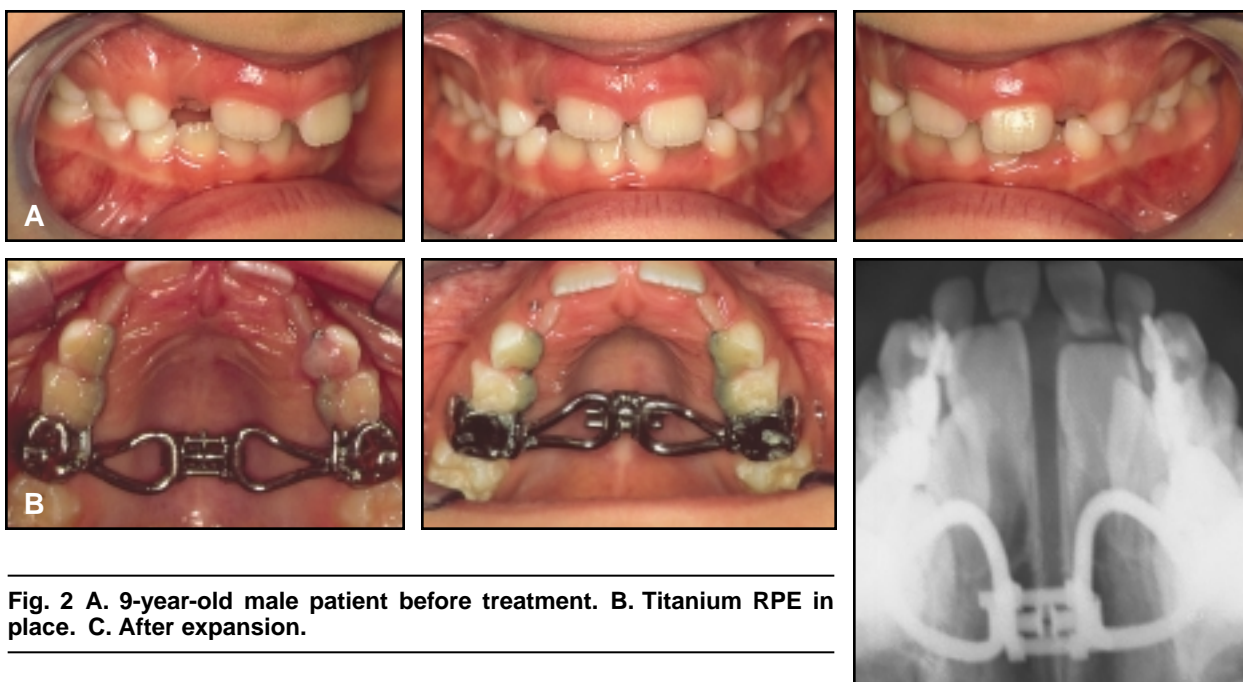 A
B
Fig. 2 A. 9-year-old male patient before treatment. B. Titanium RPE in
place. C. After expansion.